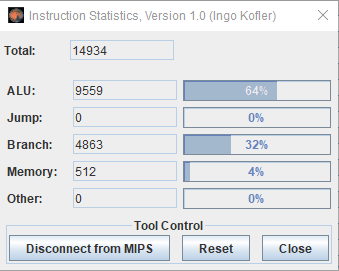 Instruction Statistics, Version 1.0 (Ingo Kofler)
Total: 14934
ALU: 9559 64%
Jump: 0 0%
Branch: 4863 32%
Memory: 512 4%
Other: 0 0%
Tool Control
Disconnect from MIPS Reset Close